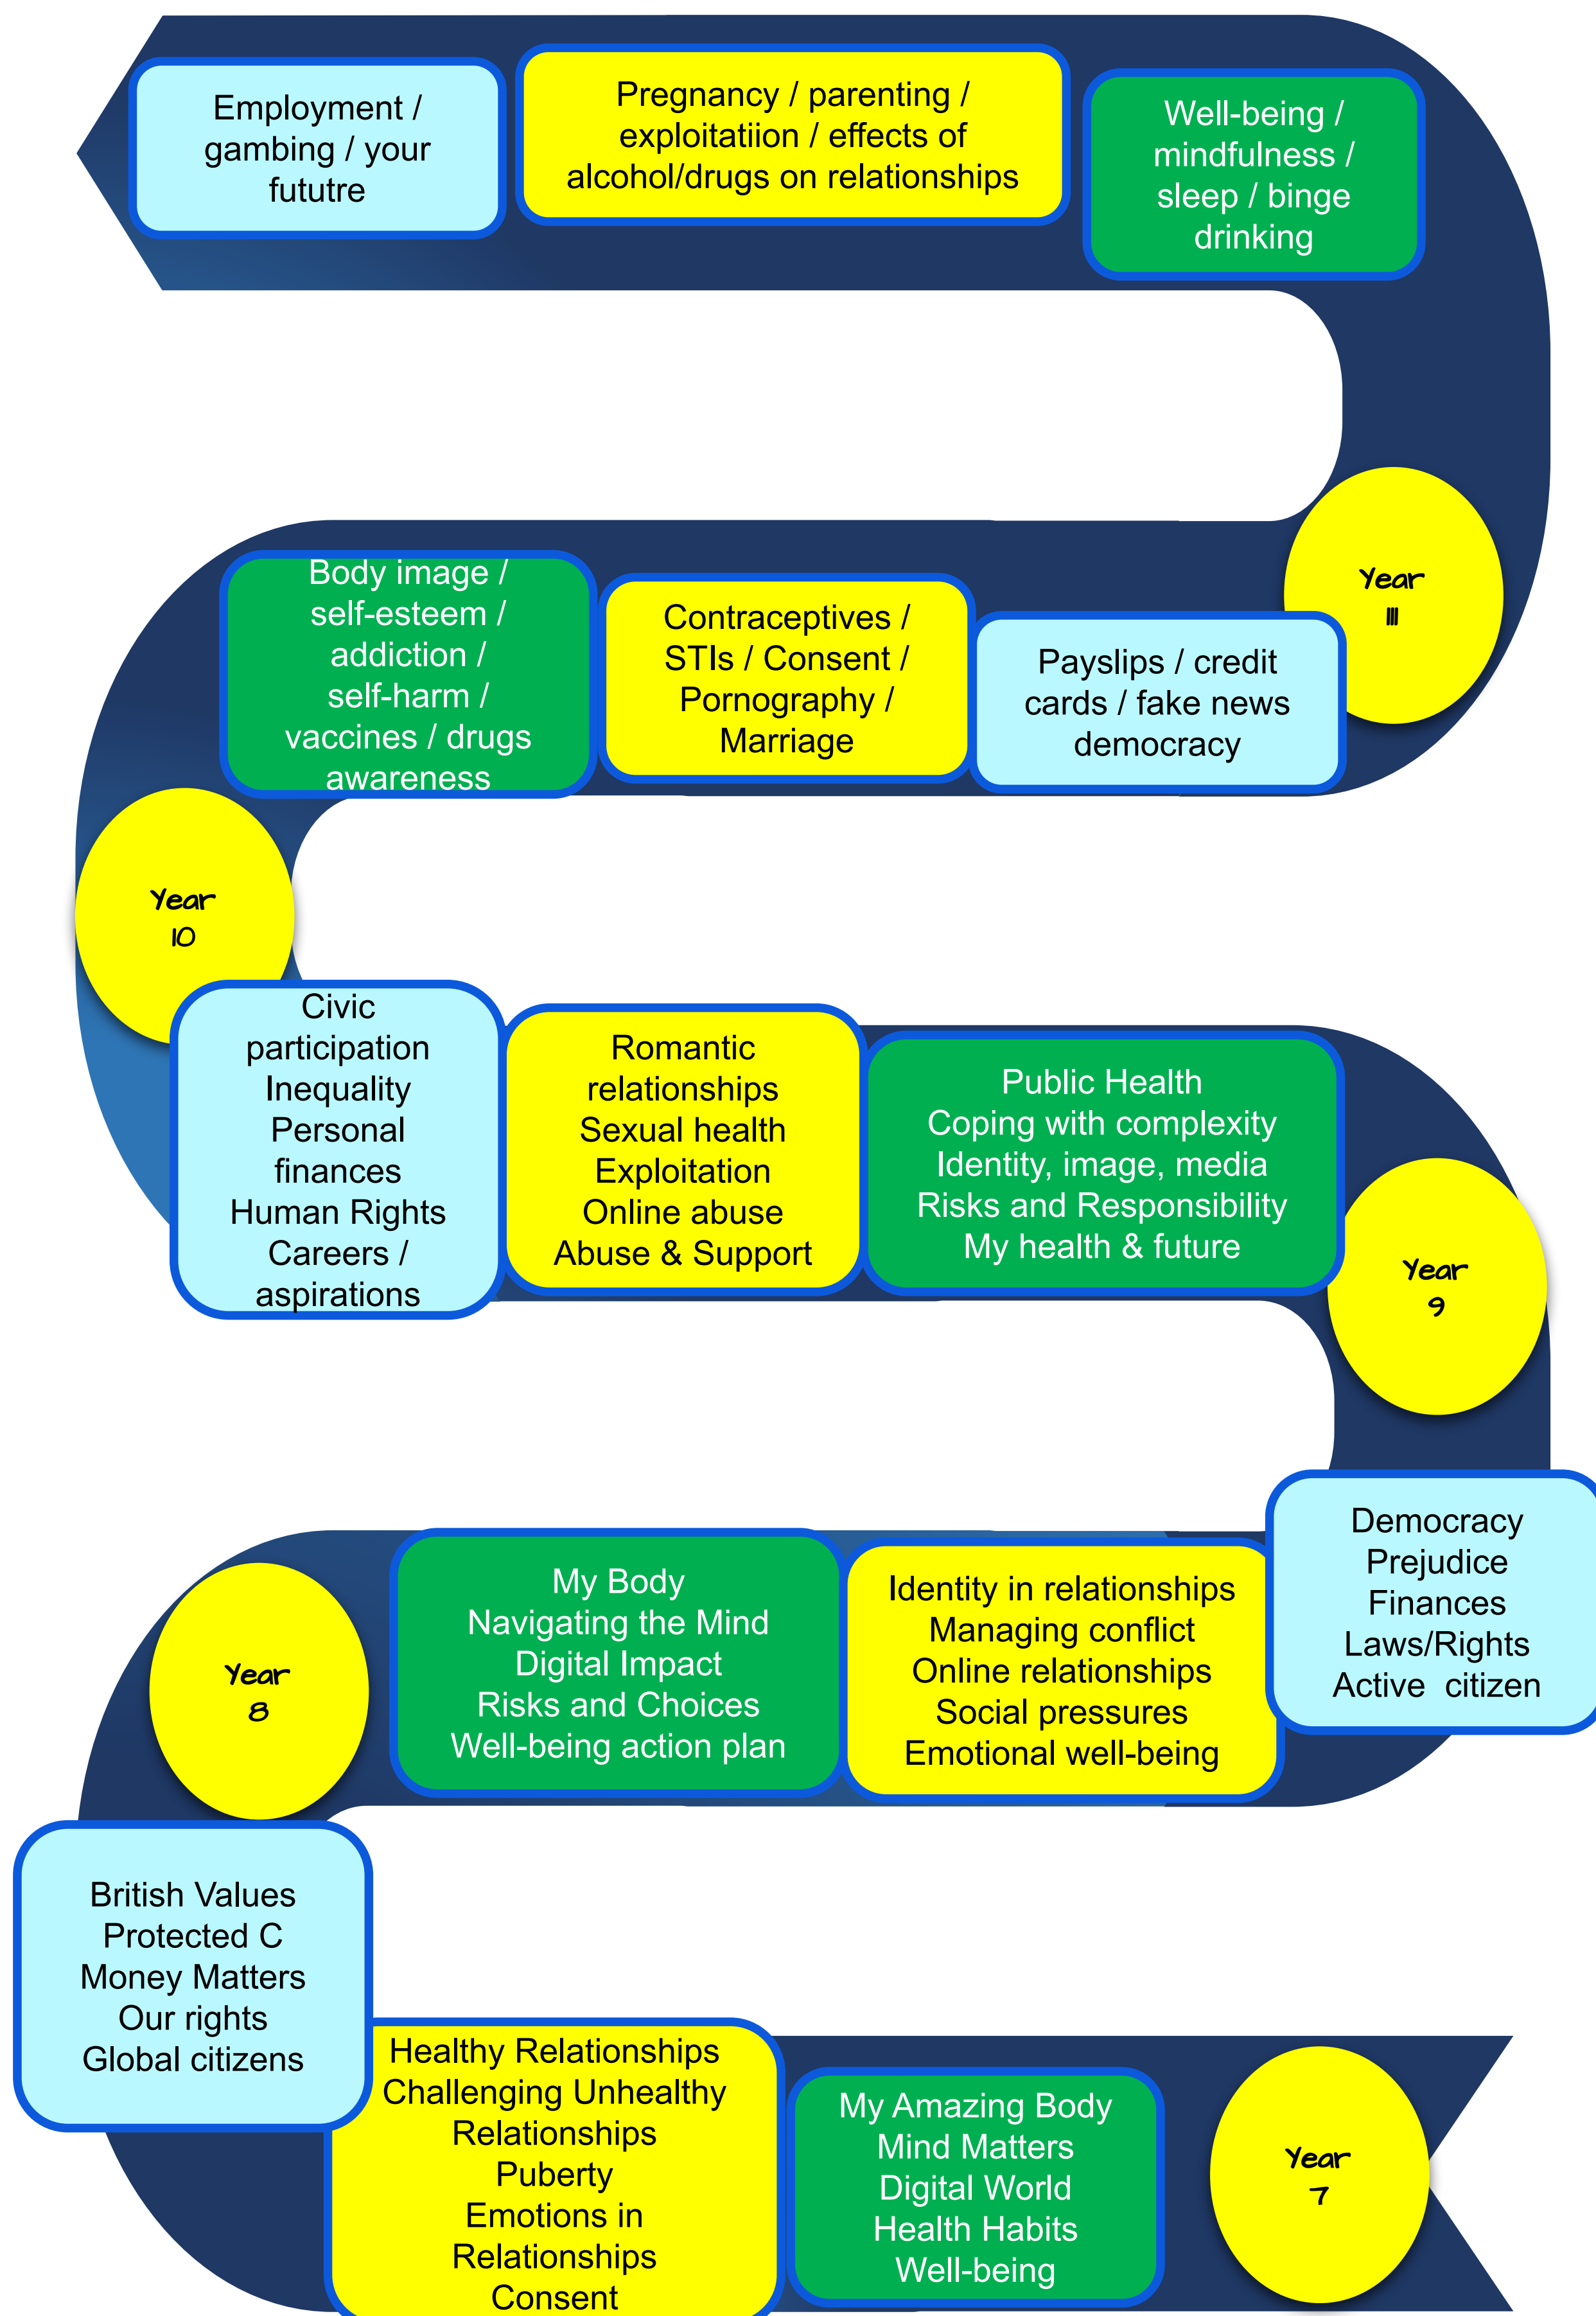 Employment /
gambing / your
fututre
Pregnancy / parenting /
exploitatiion / effects of
alcohol/drugs on relationships
Well-being /
mindfulness /
sleep / binge
drinking
Body image /
self-esteem /
addiction /
self-harm /
vaccines / drugs
awareness
Contraceptives /
STIs / Consent /
Pornography /
Marriage
Payslips / credit
cards / fake news
democracy
Year
111
Year
10
Civic
participation
Inequality
Personal
finances
Human Rights
Careers /
aspirations
Romantic
relationships
Sexual health
Exploitation
Online abuse
Abuse & Support
Public Health
Coping with complexity
Identity, image, media
Risks and Responsibility
My health & future
Year
9
Year
8
My Body
Navigating the Mind
Digital Impact
Risks and Choices
Well-being action plan
Identity in relationships
Managing conflict
Online relationships
Social pressures
Emotional well-being
Democracy
Prejudice
Finances
Laws/Rights
Active  citizen
British Values
Protected C
Money Matters
Our rights
Global citizens
Healthy Relationships
Challenging Unhealthy
Relationships
Puberty
Emotions in
Relationships
Consent
My Amazing Body
Mind Matters
Digital World
Health Habits
Well-being
Year
7